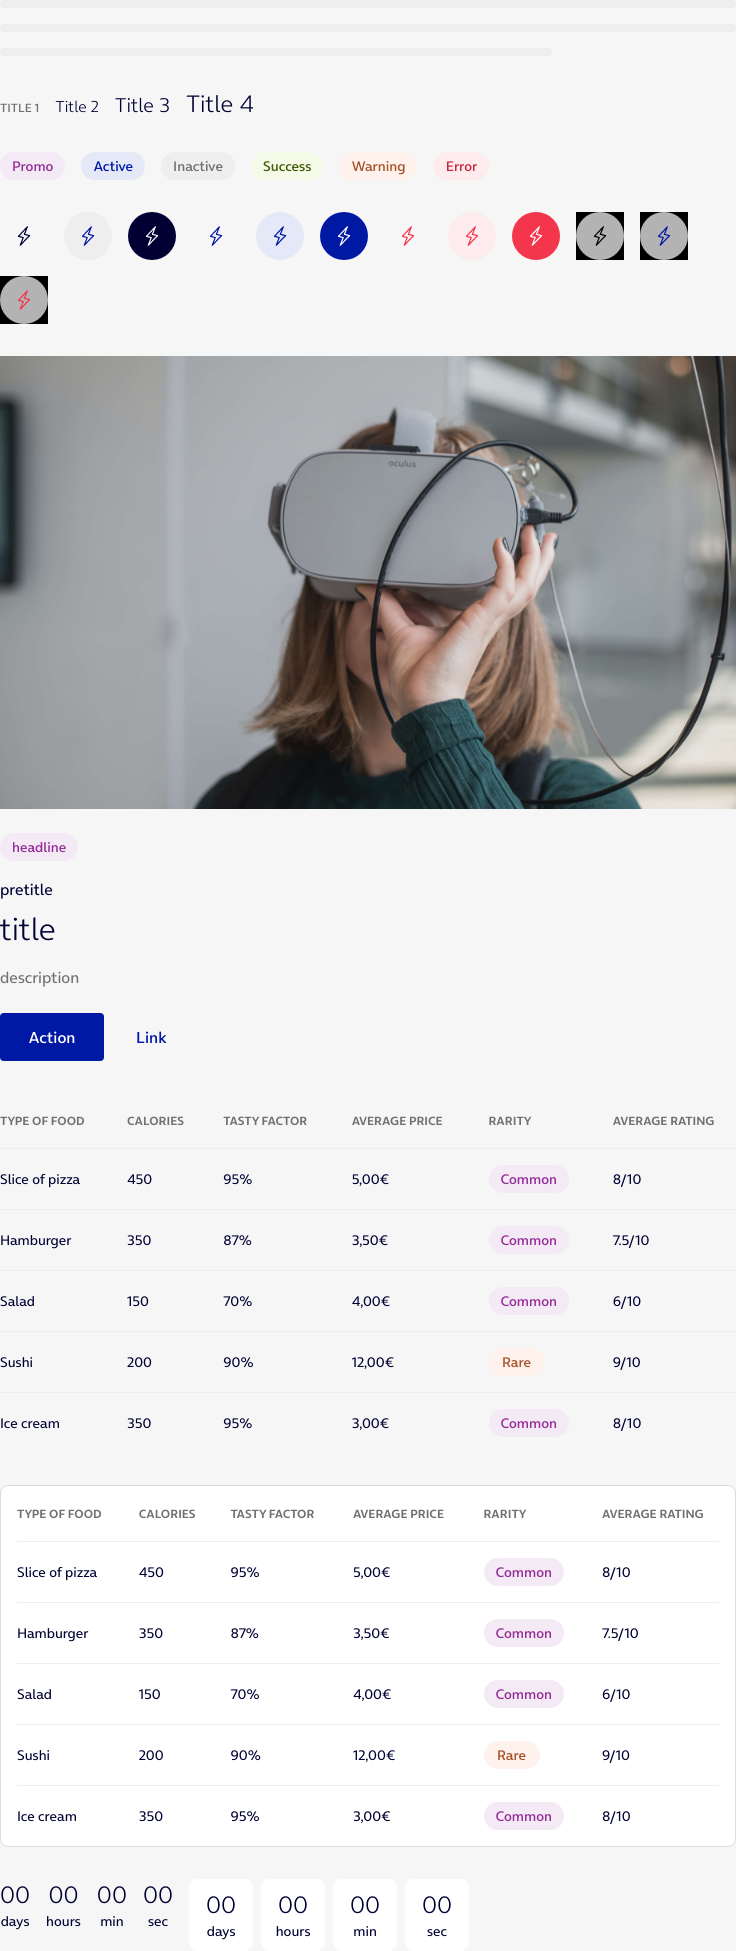 TITLE 1 Title 2 Title 3 Title 4
Promo Active Inactive Success Warning Error
oculus
headline
pretitle
title
description
Action Link
TYPE OF FOOD CALORIES TASTY FACTOR AVERAGE PRICE RARITY AVERAGE RATING
Slice of pizza 450 95% 5,00€ Common 8/10
Hamburger 350 87% 3,50€ Common 7.5/10
Salad 150 70% 4,00€ Common 6/10
Sushi 200 90% 12,00€ Rare 9/10
Ice cream 350 95% 3,00€ Common 8/10
TYPE OF FOOD CALORIES TASTY FACTOR AVERAGE PRICE RARITY AVERAGE RATING
Slice of pizza 450 95% 5,00€ Common 8/10
Hamburger 350 87% 3,50€ Common 7.5/10
Salad 150 70% 4,00€ Common 6/10
Sushi 200 90% 12,00€ Rare 9/10
Ice cream 350 95% 3,00€ Common 8/10
00 00 00 00 00 00 00 00
days hours min sec days hours min sec